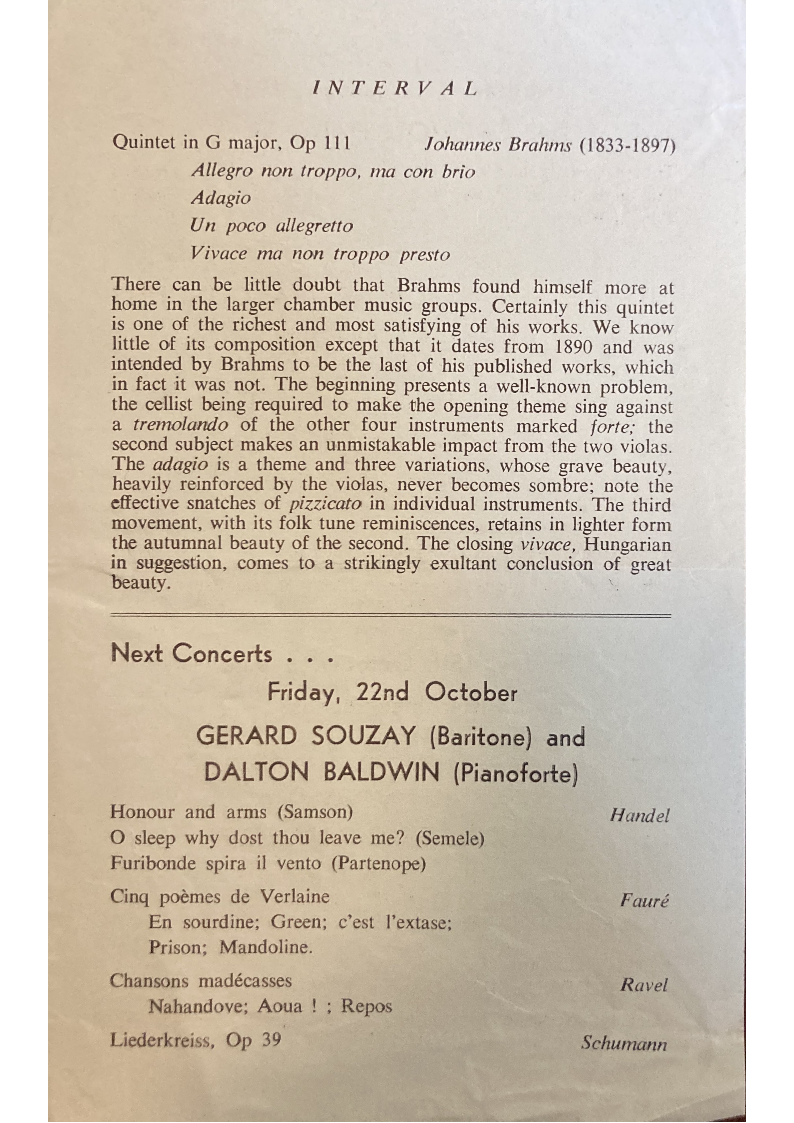 INTERVAL
Quintet in G major, Op 111 Johannes Brahms (1833-1897)
Allegro non troppo, ma con brio
Adagio
Un poco allegretto
Vivace ma non troppo presto
There can be little doubt that Brahms found himself more at
home in the larger chamber music groups. Certainly this quintet
is one of the richest and most satisfying of his works. We know
little of its composition except that it dates from 1890 and was
intended by Brahms to be the last of his published works, which
in fact it was not. The beginning presents a well-known problem,
the cellist being required to make the opening theme sing against
a tremolando of the other four instruments marked forte; the
second subject makes an unmistakable impact from the two violas.
The adagio is a theme and three variations, whose grave beauty,
heavily reinforced by the violas, never becomes sombre; note the
effective snatches of pizzicato in individual instruments. The third
movement, with its folk tune reminiscences, retains in lighter form
the autumnal beauty of the second. The closing vivace, Hungarian
in suggestion, comes to a strikingly exultant conclusion of great
beauty.
Next Concerts . . .
Friday, 22nd October
GERARD SOUZAY (Baritone) and
DALTON BALDWIN (Pianoforte)
Honour and arms (Samson) Handel
O sleep why dost thou leave me? (Semele)
Furibonde spira il vento (Partenope)
Cinq poèmes de Verlaine Fauré
En sourdine; Green; c'est l'extase;
Prison; Mandoline.
Chansons madécasses Ravel
Nahandove; Aoua ! ; Repos
Liederkreiss, Op 39 Schumann